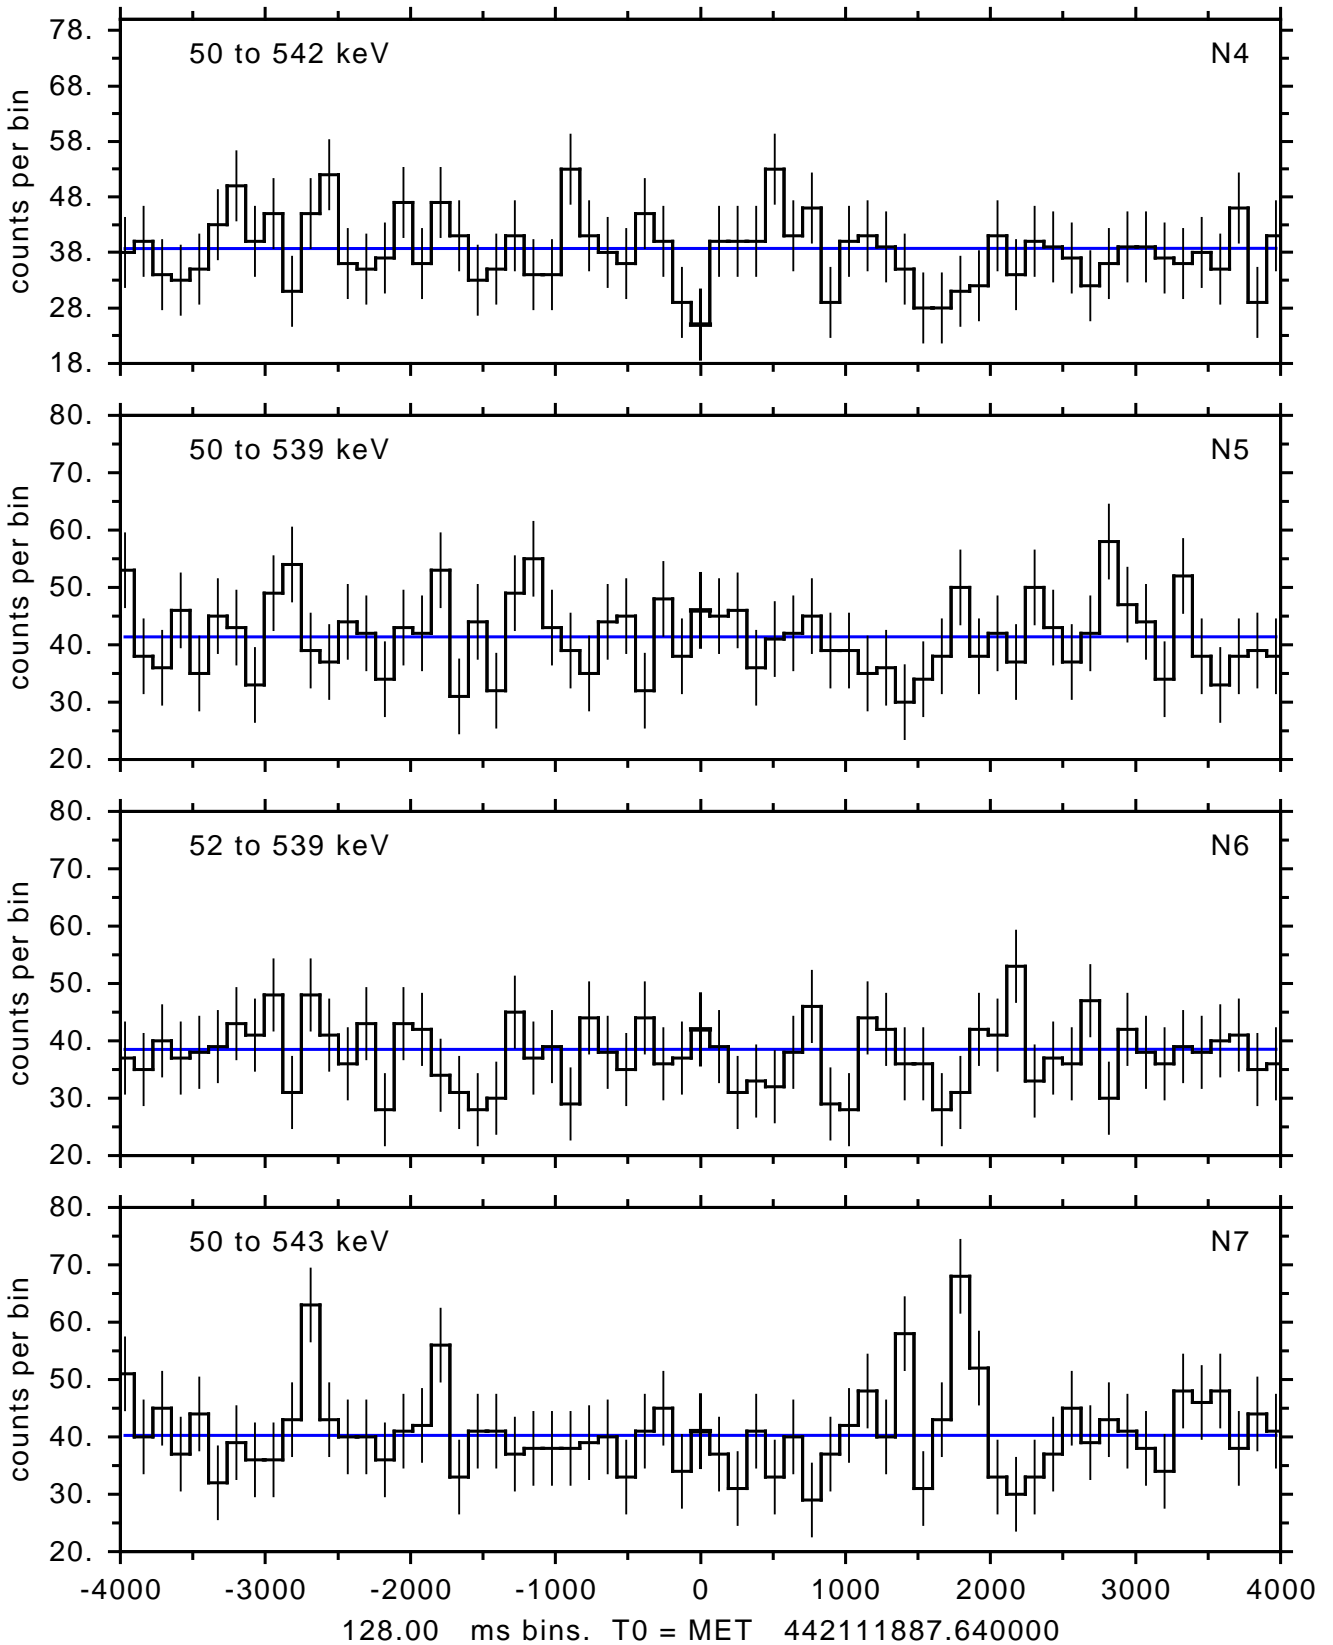 78.
50 to 542 keV N4
68.
58.
48.
38.
28.
18.
counts per bin
80.
50 to 539 keV N5
70.
60.
50.
40.
30.
20.
counts per bin
80.
52 to 539 keV N6
70.
60.
50.
40.
30.
20.
counts per bin
80.
50 to 543 keV N7
70.
60.
50.
40.
30.
20.
counts per bin
-4000 -3000 -2000 -1000 0 1000 2000 3000 4000
128.00 ms bins. T0 = MET 442111887.640000